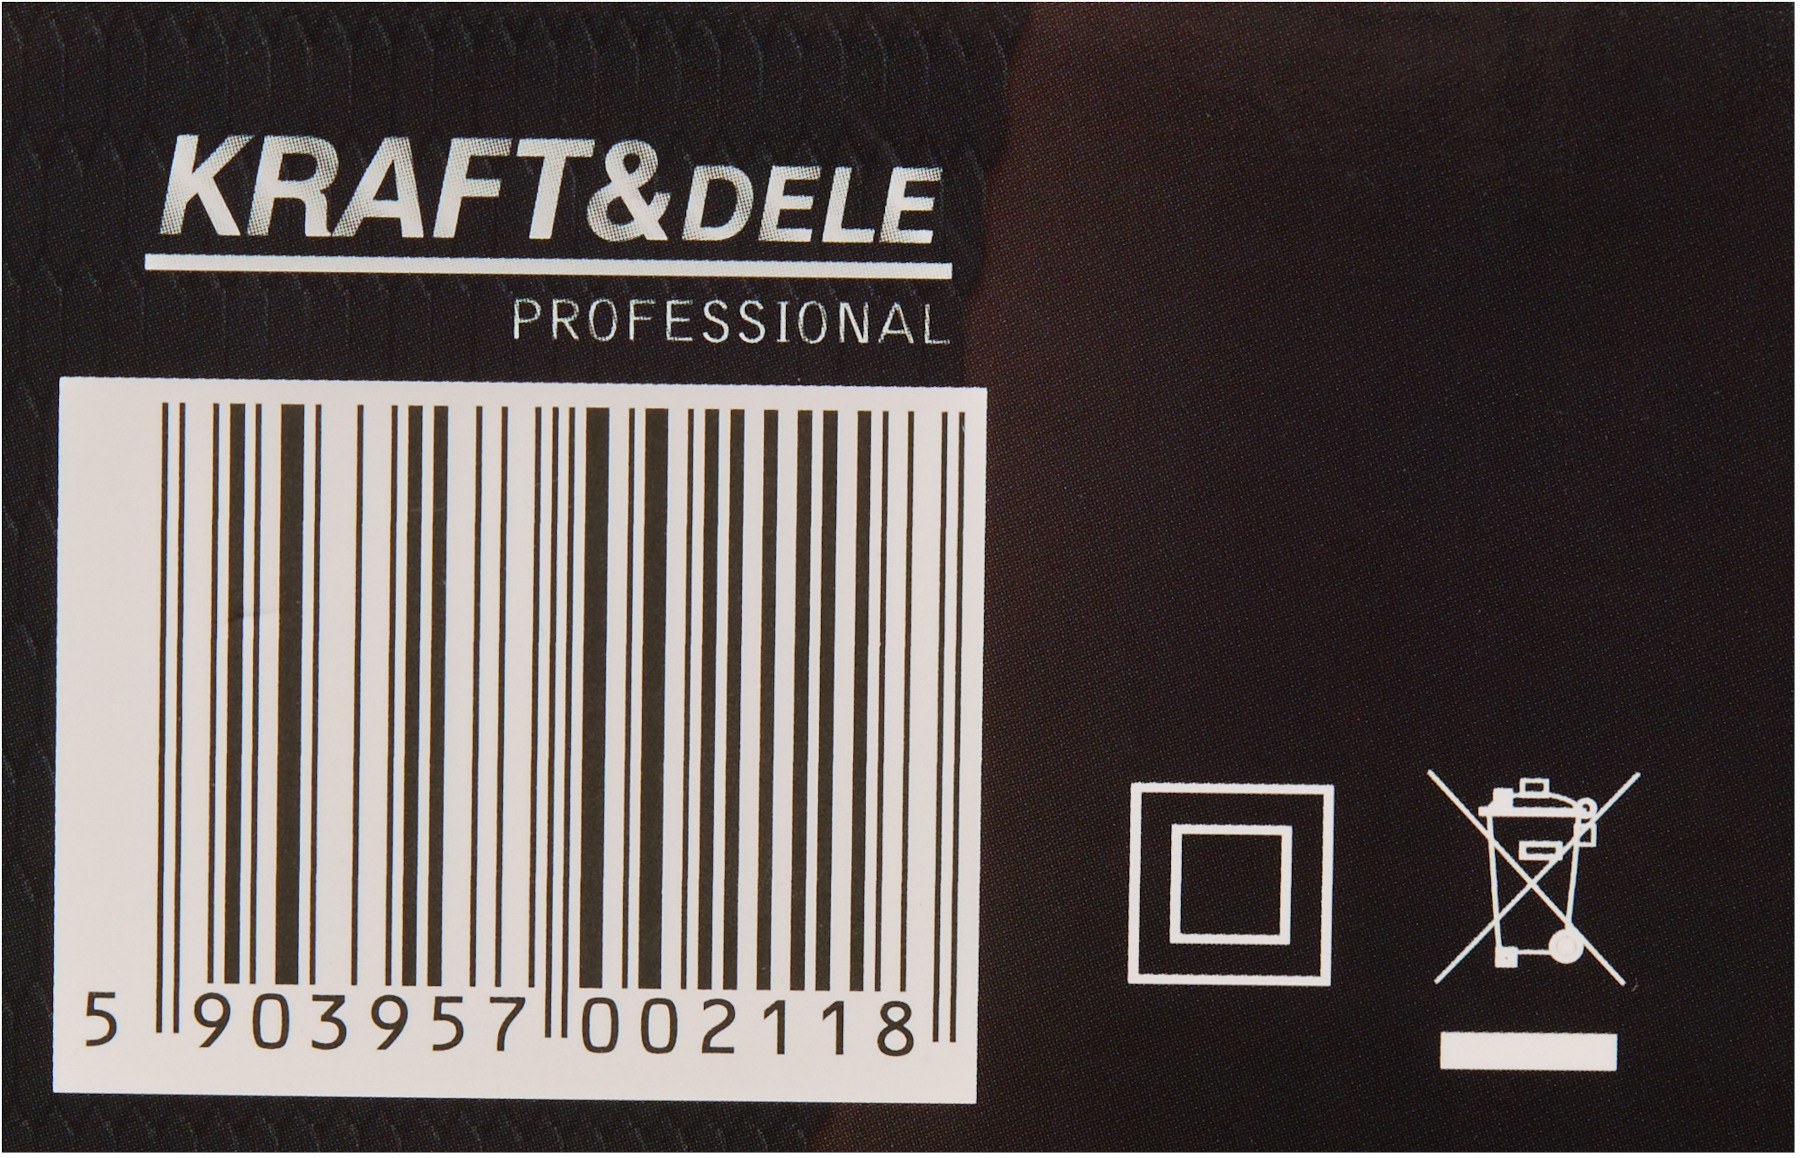 KRAFT&DELE
PROFESSIONAL
5 903957 002118